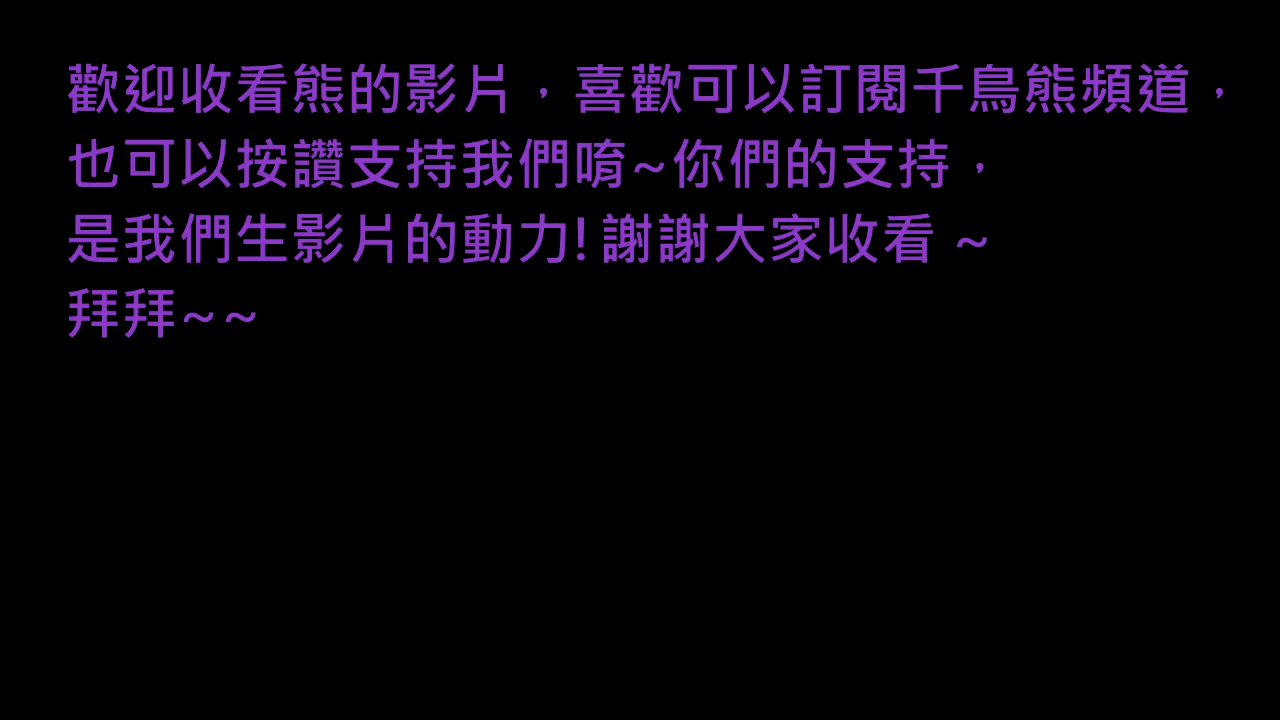 歡迎收看熊的影片，喜歡可以訂閱千鳥熊頻道，
也可以按讚支持我們唷~你們的支持，
是我們生影片的動力! 謝謝大家收看 ~
拜拜~~